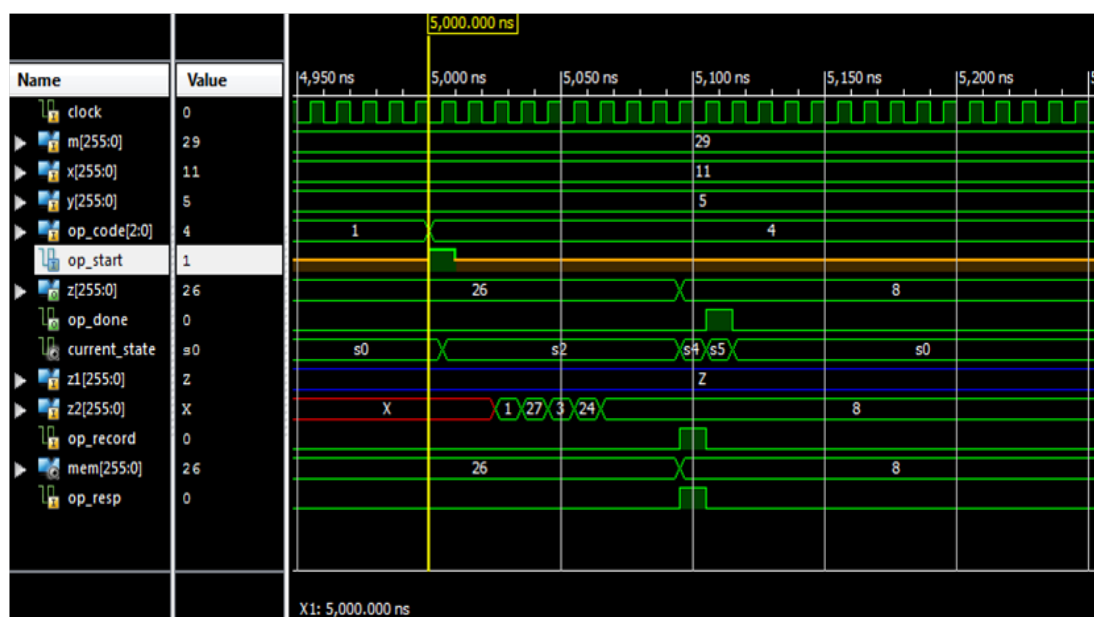 5,000.000 ns
Name Value 4,950 ns 5,000 ns 5,050 ns 5,100 ns 5,150 ns 5,200 ns
clock 0
m[255:0] 29 29
x[255:0] 11 11
y[255:0] 5 5
op_code[2:0] 4 1 4
op_start 1
z[255:0] 26 26 8
op_done 0
current_state s0 s0 s2 s4 s5 s0
z1[255:0] Z Z
z2[255:0] X X 1 27 3 24 8
op_record 0
mem[255:0] 26 26 8
op_resp 0
X1: 5,000.000 ns